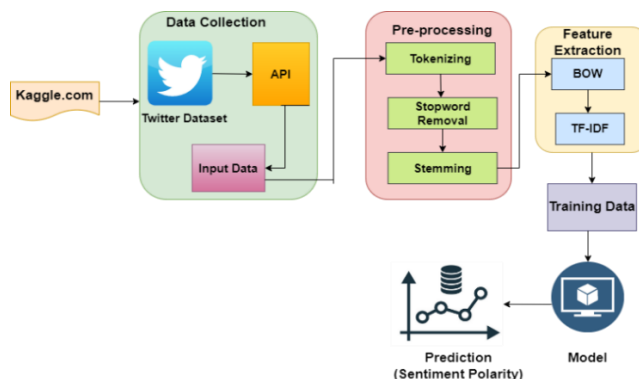 Data Collection
Kaggle.com
Twitter Dataset
API
Input Data
Pre-processing
Tokenizing
Stopword
Removal
Stemming
Feature
Extraction
BOW
TF-IDF
Training Data
Model
Prediction
(Sentiment Polarity)